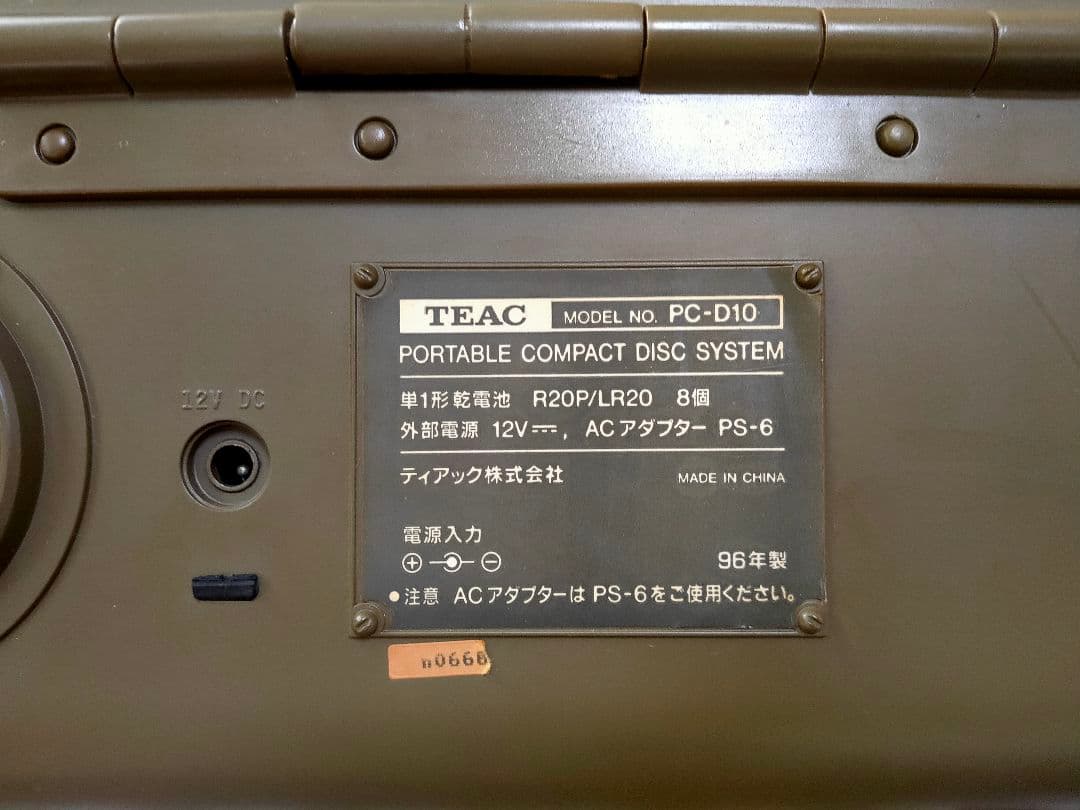 12V DC
TEAC MODEL NO. PC-D10
PORTABLE COMPACT DISC SYSTEM
単1形乾電池 R20P/LR20 8個
外部電源 12V⎓, ACアダプター PS-6
ティアック株式会社 MADE IN CHINA
電源入力
⊕ ⊖ 96年製
●注意 ACアダプターは PS-6をご使用ください。
n0668